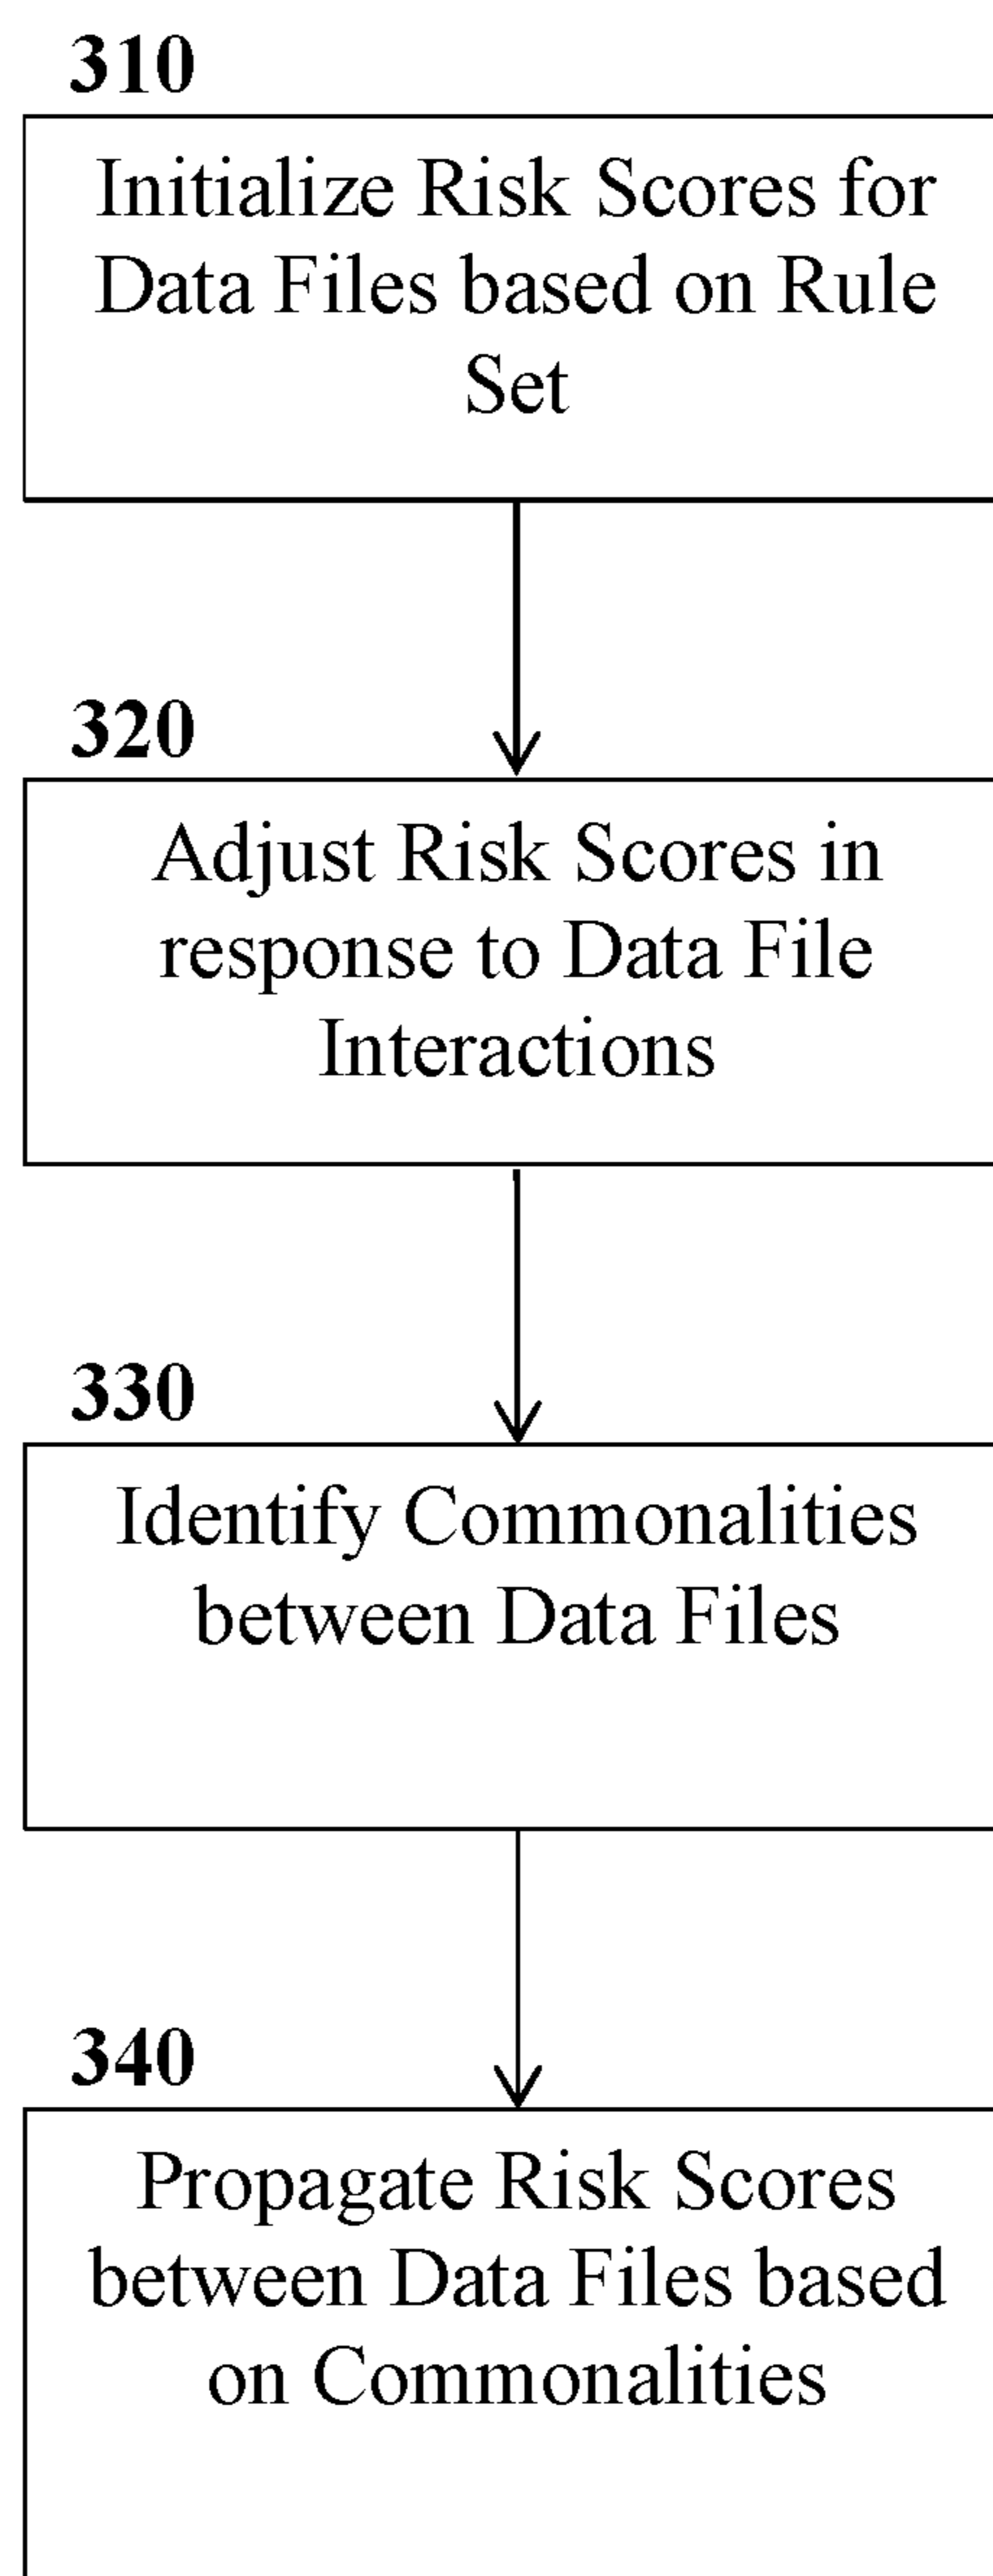 310
Initialize Risk Scores for
Data Files based on Rule
Set
320
Adjust Risk Scores in
response to Data File
Interactions
330
Identify Commonalities
between Data Files
340
Propagate Risk Scores
between Data Files based
on Commonalities